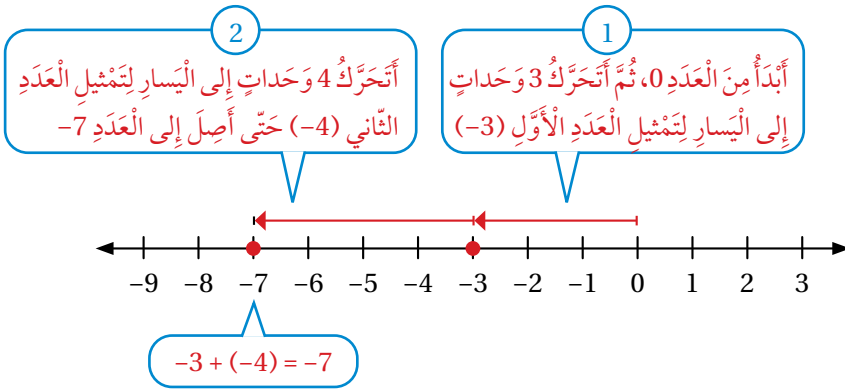 1
أَبْدَأُ مِنَ الْعَدَدِ 0، ثُمَّ أَتَحَرَّكُ 3 وَحَداتٍ
إِلى الْيَسارِ لِتَمْثيلِ الْعَدَدِ الْأَوَّلِ (–3)
2
أَتَحَرَّكُ 4 وَحَداتٍ إِلى الْيَسارِ لِتَمْثيلِ الْعَدَدِ
الثّاني (–4) حَتّى أَصِلَ إِلى الْعَدَدِ –7
–9 –8 –7 –6 –5 –4 –3 –2 –1 0 1 2 3
–3 + (–4) = –7